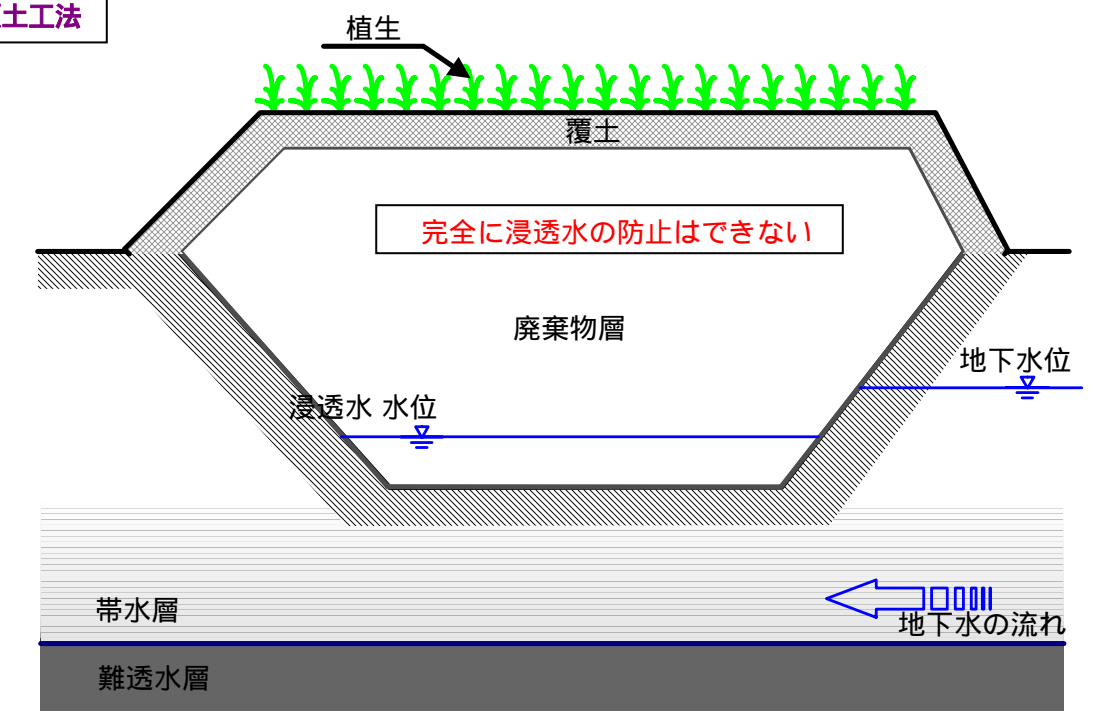 土工法
植生
覆土
完全に浸透水の防止はできない
廃棄物層
地下水位
浸透水 水位
帯水層
地下水の流れ
難透水層